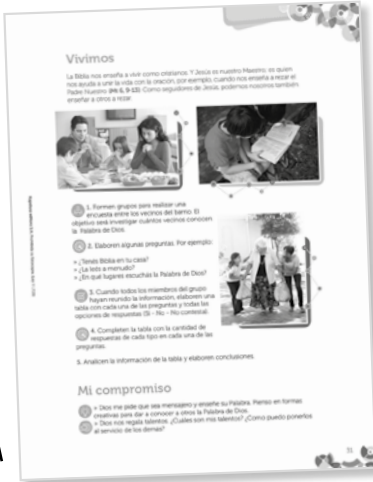 Vivimos
La Biblia nos enseña a vivir como cristianos. Y Jesús es nuestro Maestro, es quien
nos ayuda a unir la vida con la oración, por ejemplo, cuando nos enseña a rezar el
Padre Nuestro (Mt 6, 9-13). Como seguidores de Jesús, podemos nosotros también
enseñar a otros a rezar.
1. Formen grupos para realizar una
encuesta entre los vecinos del barrio. El
objetivo será investigar cuántos vecinos conocen
la Palabra de Dios.
2. Elaboren algunas preguntas. Por ejemplo:
¿Tenés Biblia en tu casa?
¿La leés a menudo?
¿En qué lugares escuchás la Palabra de Dios?
3. Cuando todos los miembros del grupo
hayan reunido la información, elaboren una
tabla con cada una de las preguntas y todas las
opciones de respuestas (Sí - No - No contesta).
4. Completen la tabla con la cantidad de
respuestas de cada tipo en cada una de las
preguntas.
5. Analicen la información de la tabla y elaboren conclusiones.
Mi compromiso
• Dios me pide que sea mensajero y enseñe su Palabra. Pienso en formas
creativas para dar a conocer a otros la Palabra de Dios.
• Dios nos regala talentos. ¿Cuáles son mis talentos? ¿Cómo puedo ponerlos
al servicio de los demás?